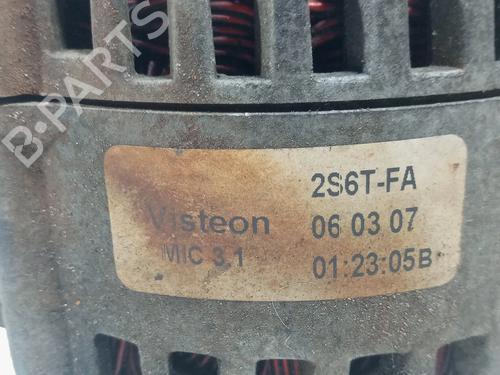 B-PARTS
2S6T-FA
Visteon 06 03 07
MIC 3.1 01:23:05B